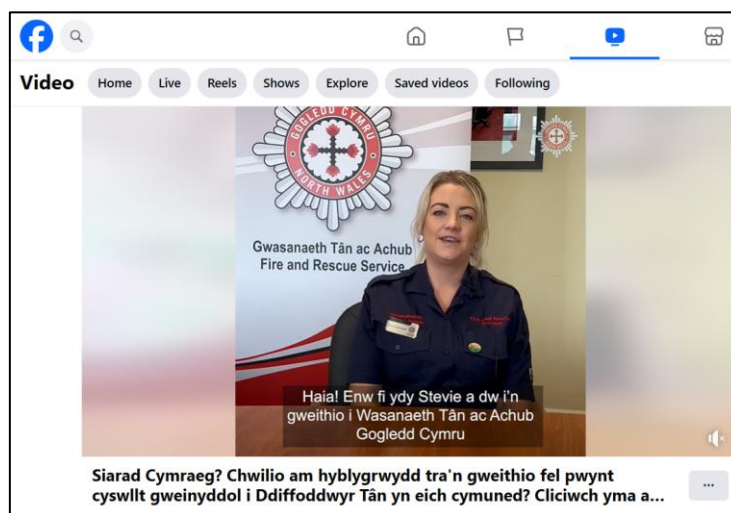 Video Home Live Reels Shows Explore Saved videos Following
GOGLEDD CYMRU
NORTH WALES
Gwasanaeth Tân ac Achub
Fire and Rescue Service
Haia! Enw fi ydy Stevie a dw i'n
gweithio i Wasanaeth Tân ac Achub
Gogledd Cymru
Siarad Cymraeg? Chwilio am hyblygrwydd tra'n gweithio fel pwynt
cyswllt gweinyddol i Ddiffoddwyr Tân yn eich cymuned? Cliciwch yma a...